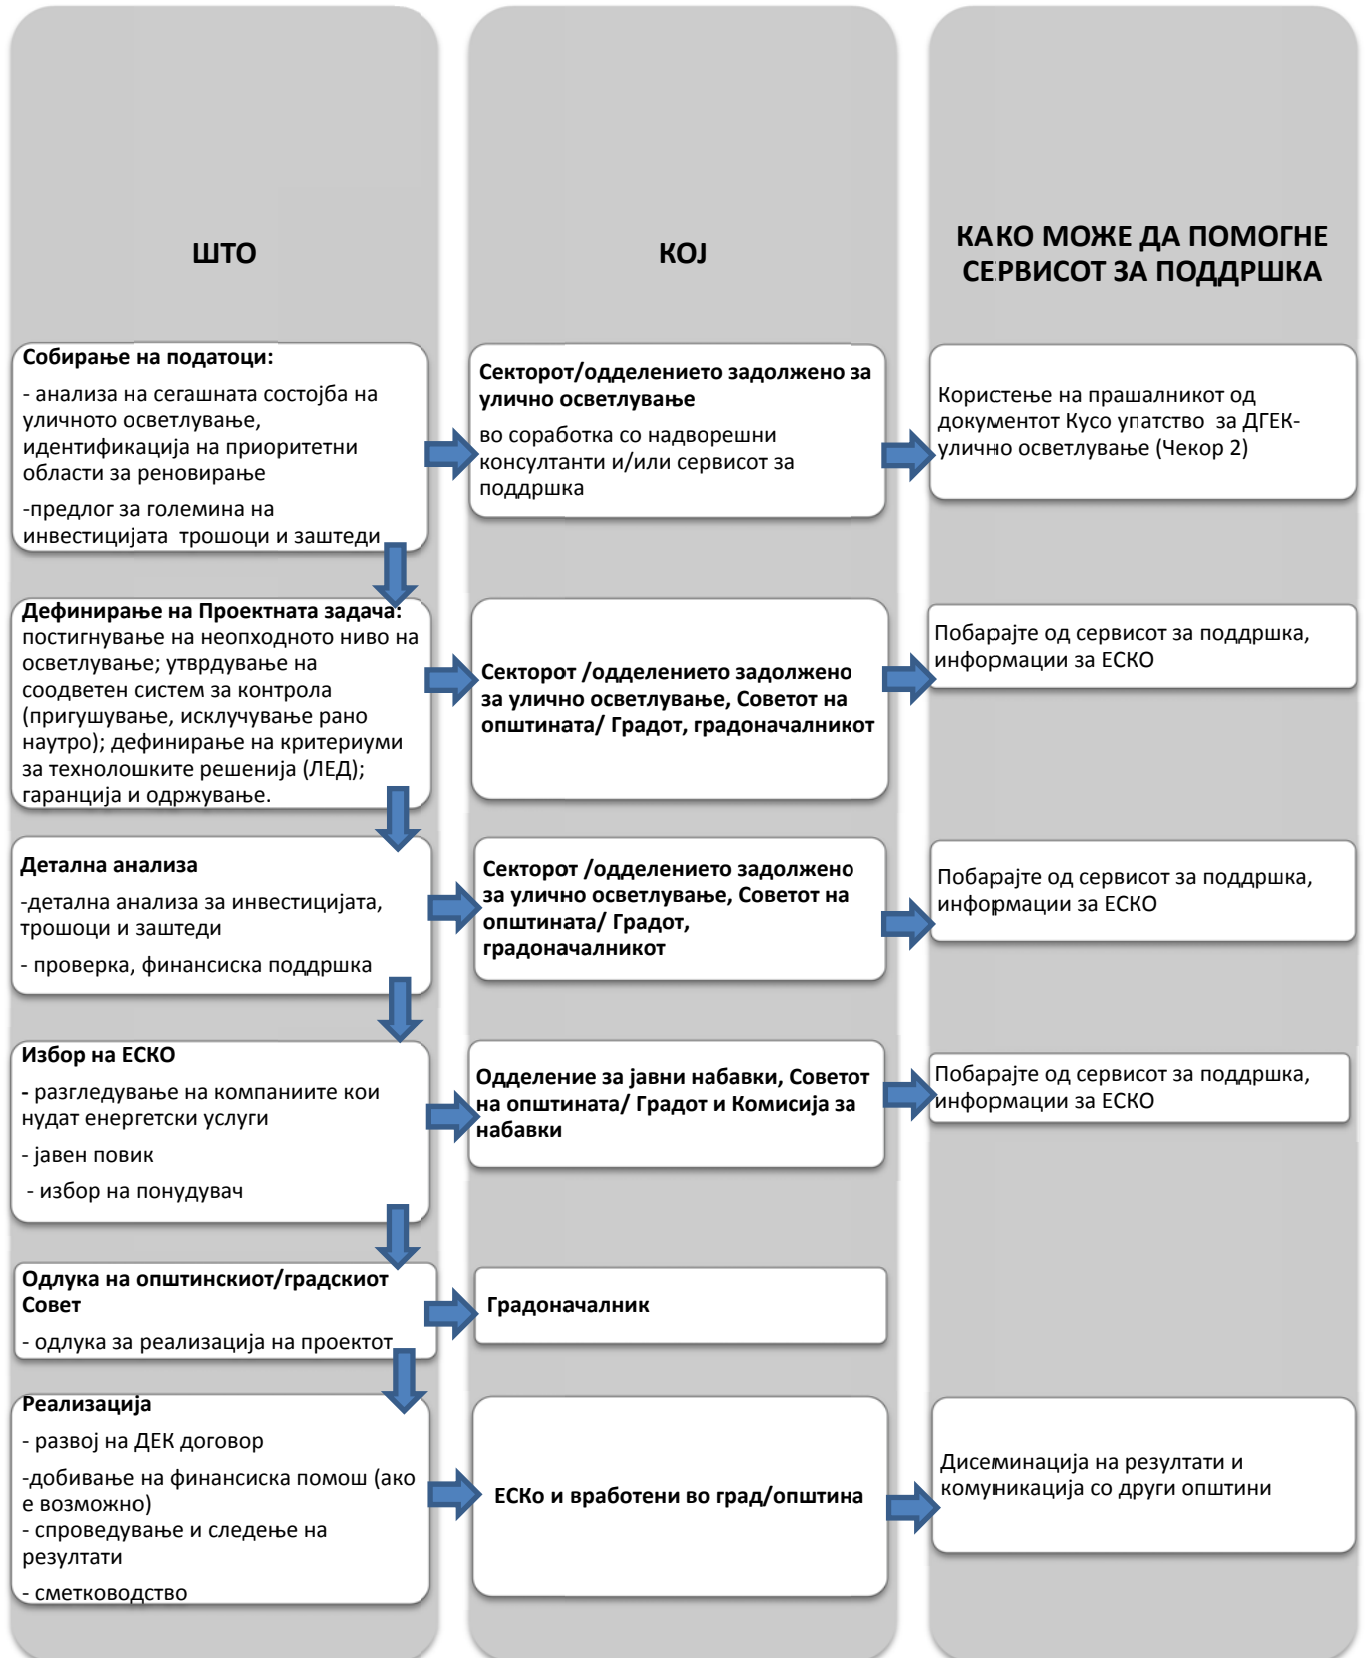 ШТО
КОЈ
КАКО МОЖЕ ДА ПОМОГНЕ
СЕРВИСОТ ЗА ПОДДРШКА
Собирање на податоци:
- анализа на сегашната состојба на
уличното осветлување,
идентификација на приоритетни
области за реновирање
-предлог за големина на
инвестицијата трошоци и заштеди
Секторот/одделението задолжено за
улично осветлување
во соработка со надворешни
консултанти и/или сервисот за
поддршка
Користење на прашалникот од
документот Кусо упатство за ДГЕК-
улично осветлување (Чекор 2)
Дефинирање на Проектната задача:
постигнување на неопходното ниво на
осветлување; утврдување на
соодветен систем за контрола
(пригушување, исклучување рано
наутро); дефинирање на критериуми
за технолошките решенија (ЛЕД);
гаранција и одржување.
Секторот /одделението задолжено
за улично осветлување, Советот на
општината/ Градот, градоначалникот
Побарајте од сервисот за поддршка,
информации за ЕСКО
Детална анализа
-детална анализа за инвестицијата,
трошоци и заштеди
- проверка, финансиска поддршка
Секторот /одделението задолжено
за улично осветлување, Советот на
општината/ Градот,
градоначалникот
Побарајте од сервисот за поддршка,
информации за ЕСКО
Избор на ЕСКО
- разгледување на компаниите кои
нудат енергетски услуги
- јавен повик
- избор на понудувач
Одделение за јавни набавки, Советот
на општината/ Градот и Комисија за
набавки
Побарајте од сервисот за поддршка,
информации за ЕСКО
Одлука на општинскиот/градскиот
Совет
- одлука за реализација на проектот
Градоначалник
Реализација
- развој на ДЕК договор
-добивање на финансиска помош (ако
е возможно)
- спроведување и следење на
резултати
- сметководство
ЕСКо и вработени во град/општина
Дисеминација на резултати и
комуникација со други општини